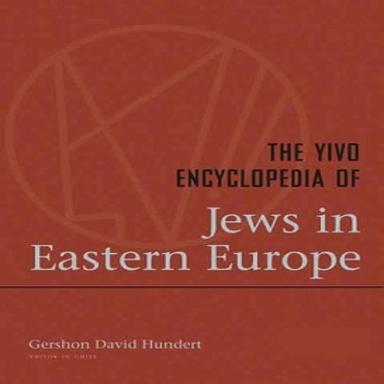 THE YIVO
ENCYCLOPEDIA OF
Jews in
Eastern Europe
Gershon David Hundert
EDITOR IN CHIEF